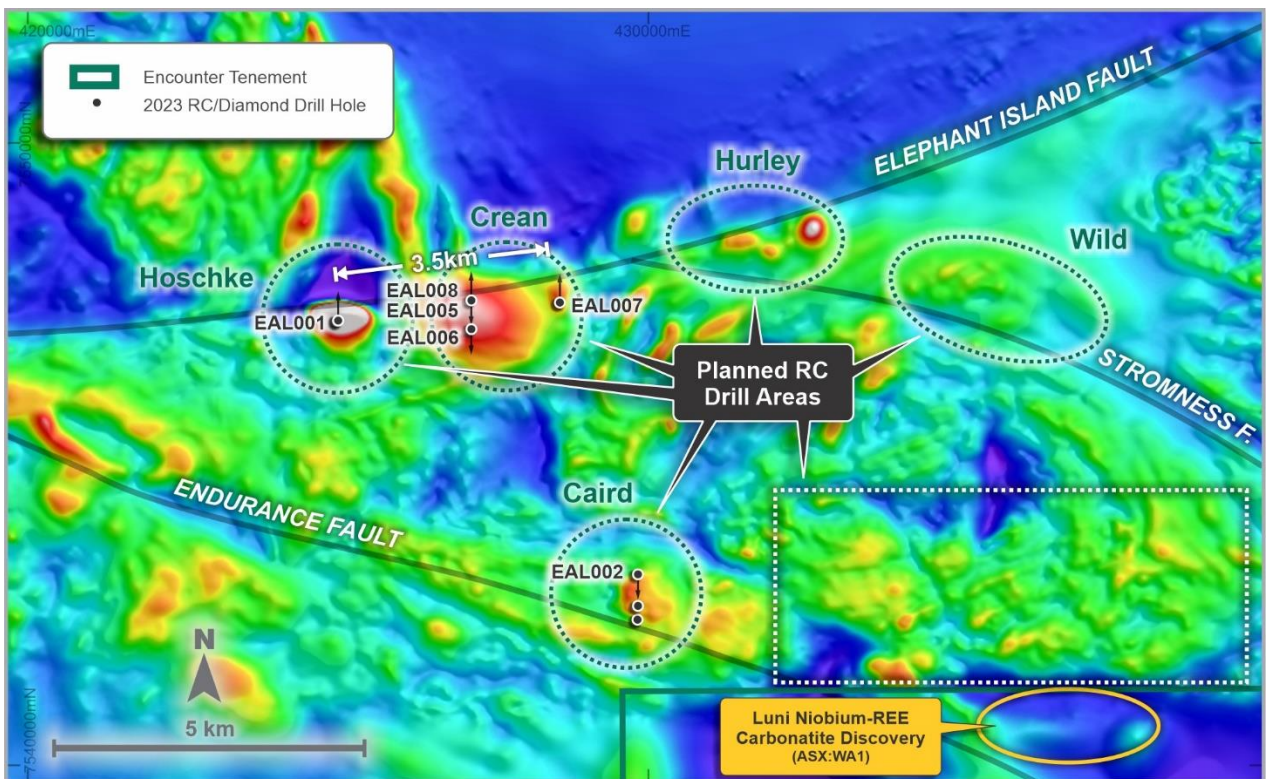 420000mE
430000mE
Encounter Tenement
2023 RC/Diamond Drill Hole
7550000mN
ELEPHANT ISLAND FAULT
Hurley
Crean
Wild
3.5km
Hoschke
EAL008
EAL005
EAL006
EAL001
EAL007
Planned RC
Drill Areas
STROMNESS F.
ENDURANCE FAULT
Caird
EAL002
N
5 km
7540000mN
Luni Niobium-REE
Carbonatite Discovery
(ASX:WA1)